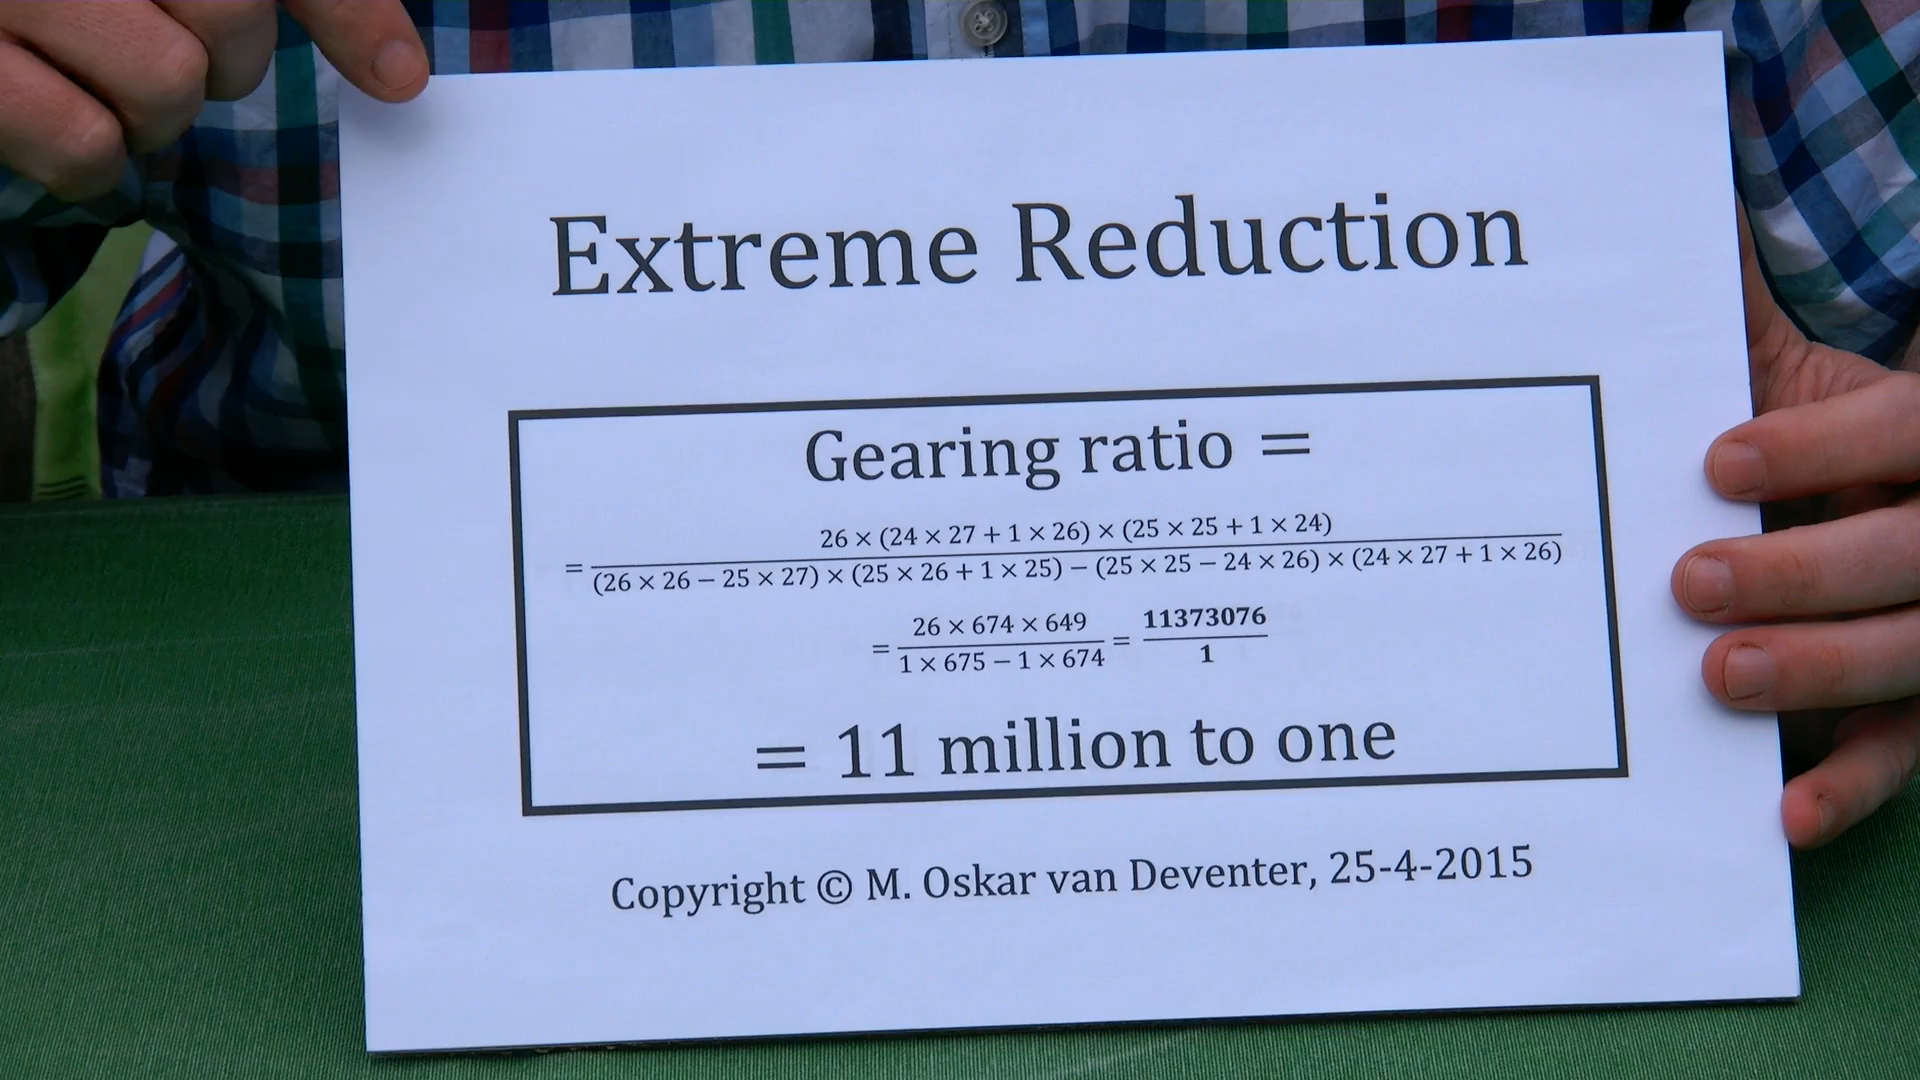 Extreme Reduction
Gearing ratio =
26 × (24 × 27 + 1 × 26) × (25 × 25 + 1 × 24)
= (26 × 26 − 25 × 27) × (25 × 26 + 1 × 25) − (25 × 25 − 24 × 26) × (24 × 27 + 1 × 26)
26 × 674 × 649 11373076
= 1 × 675 − 1 × 674 = 1
= 11 million to one
Copyright © M. Oskar van Deventer, 25-4-2015